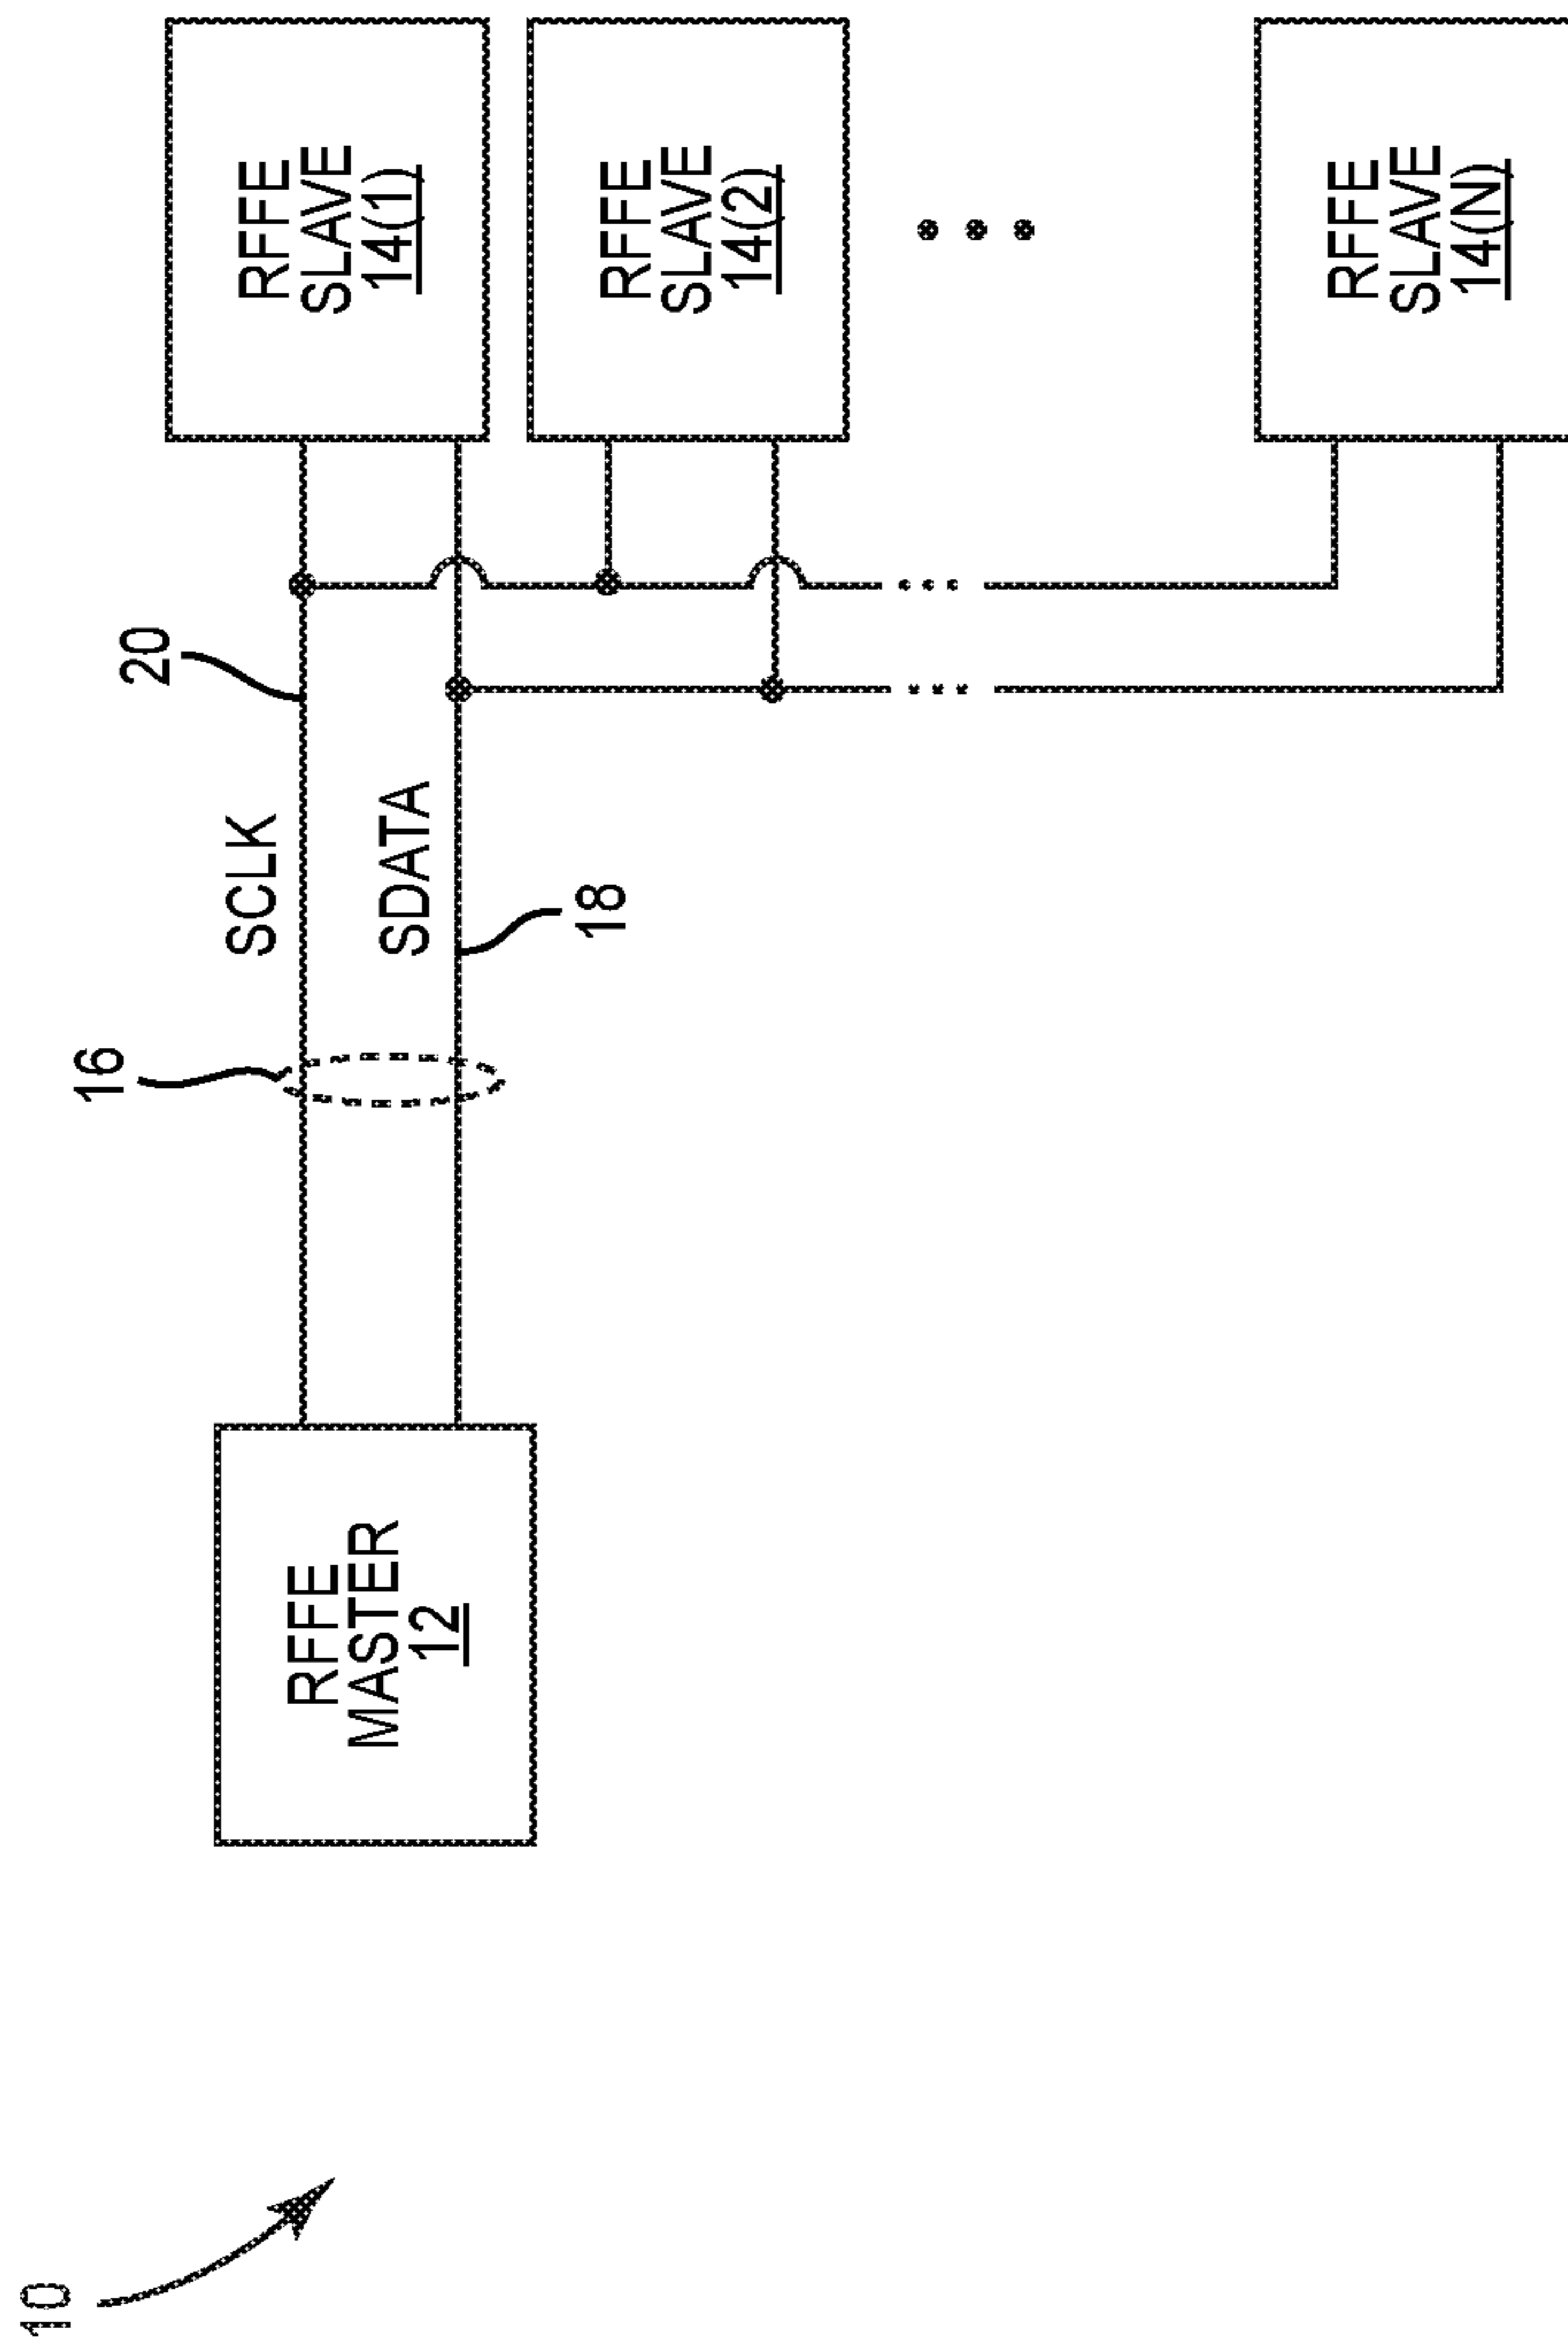 10
RFFE
MASTER
12
16
SCLK
SDATA
18
20
RFFE
SLAVE
14(1)
RFFE
SLAVE
14(2)
RFFE
SLAVE
14(N)